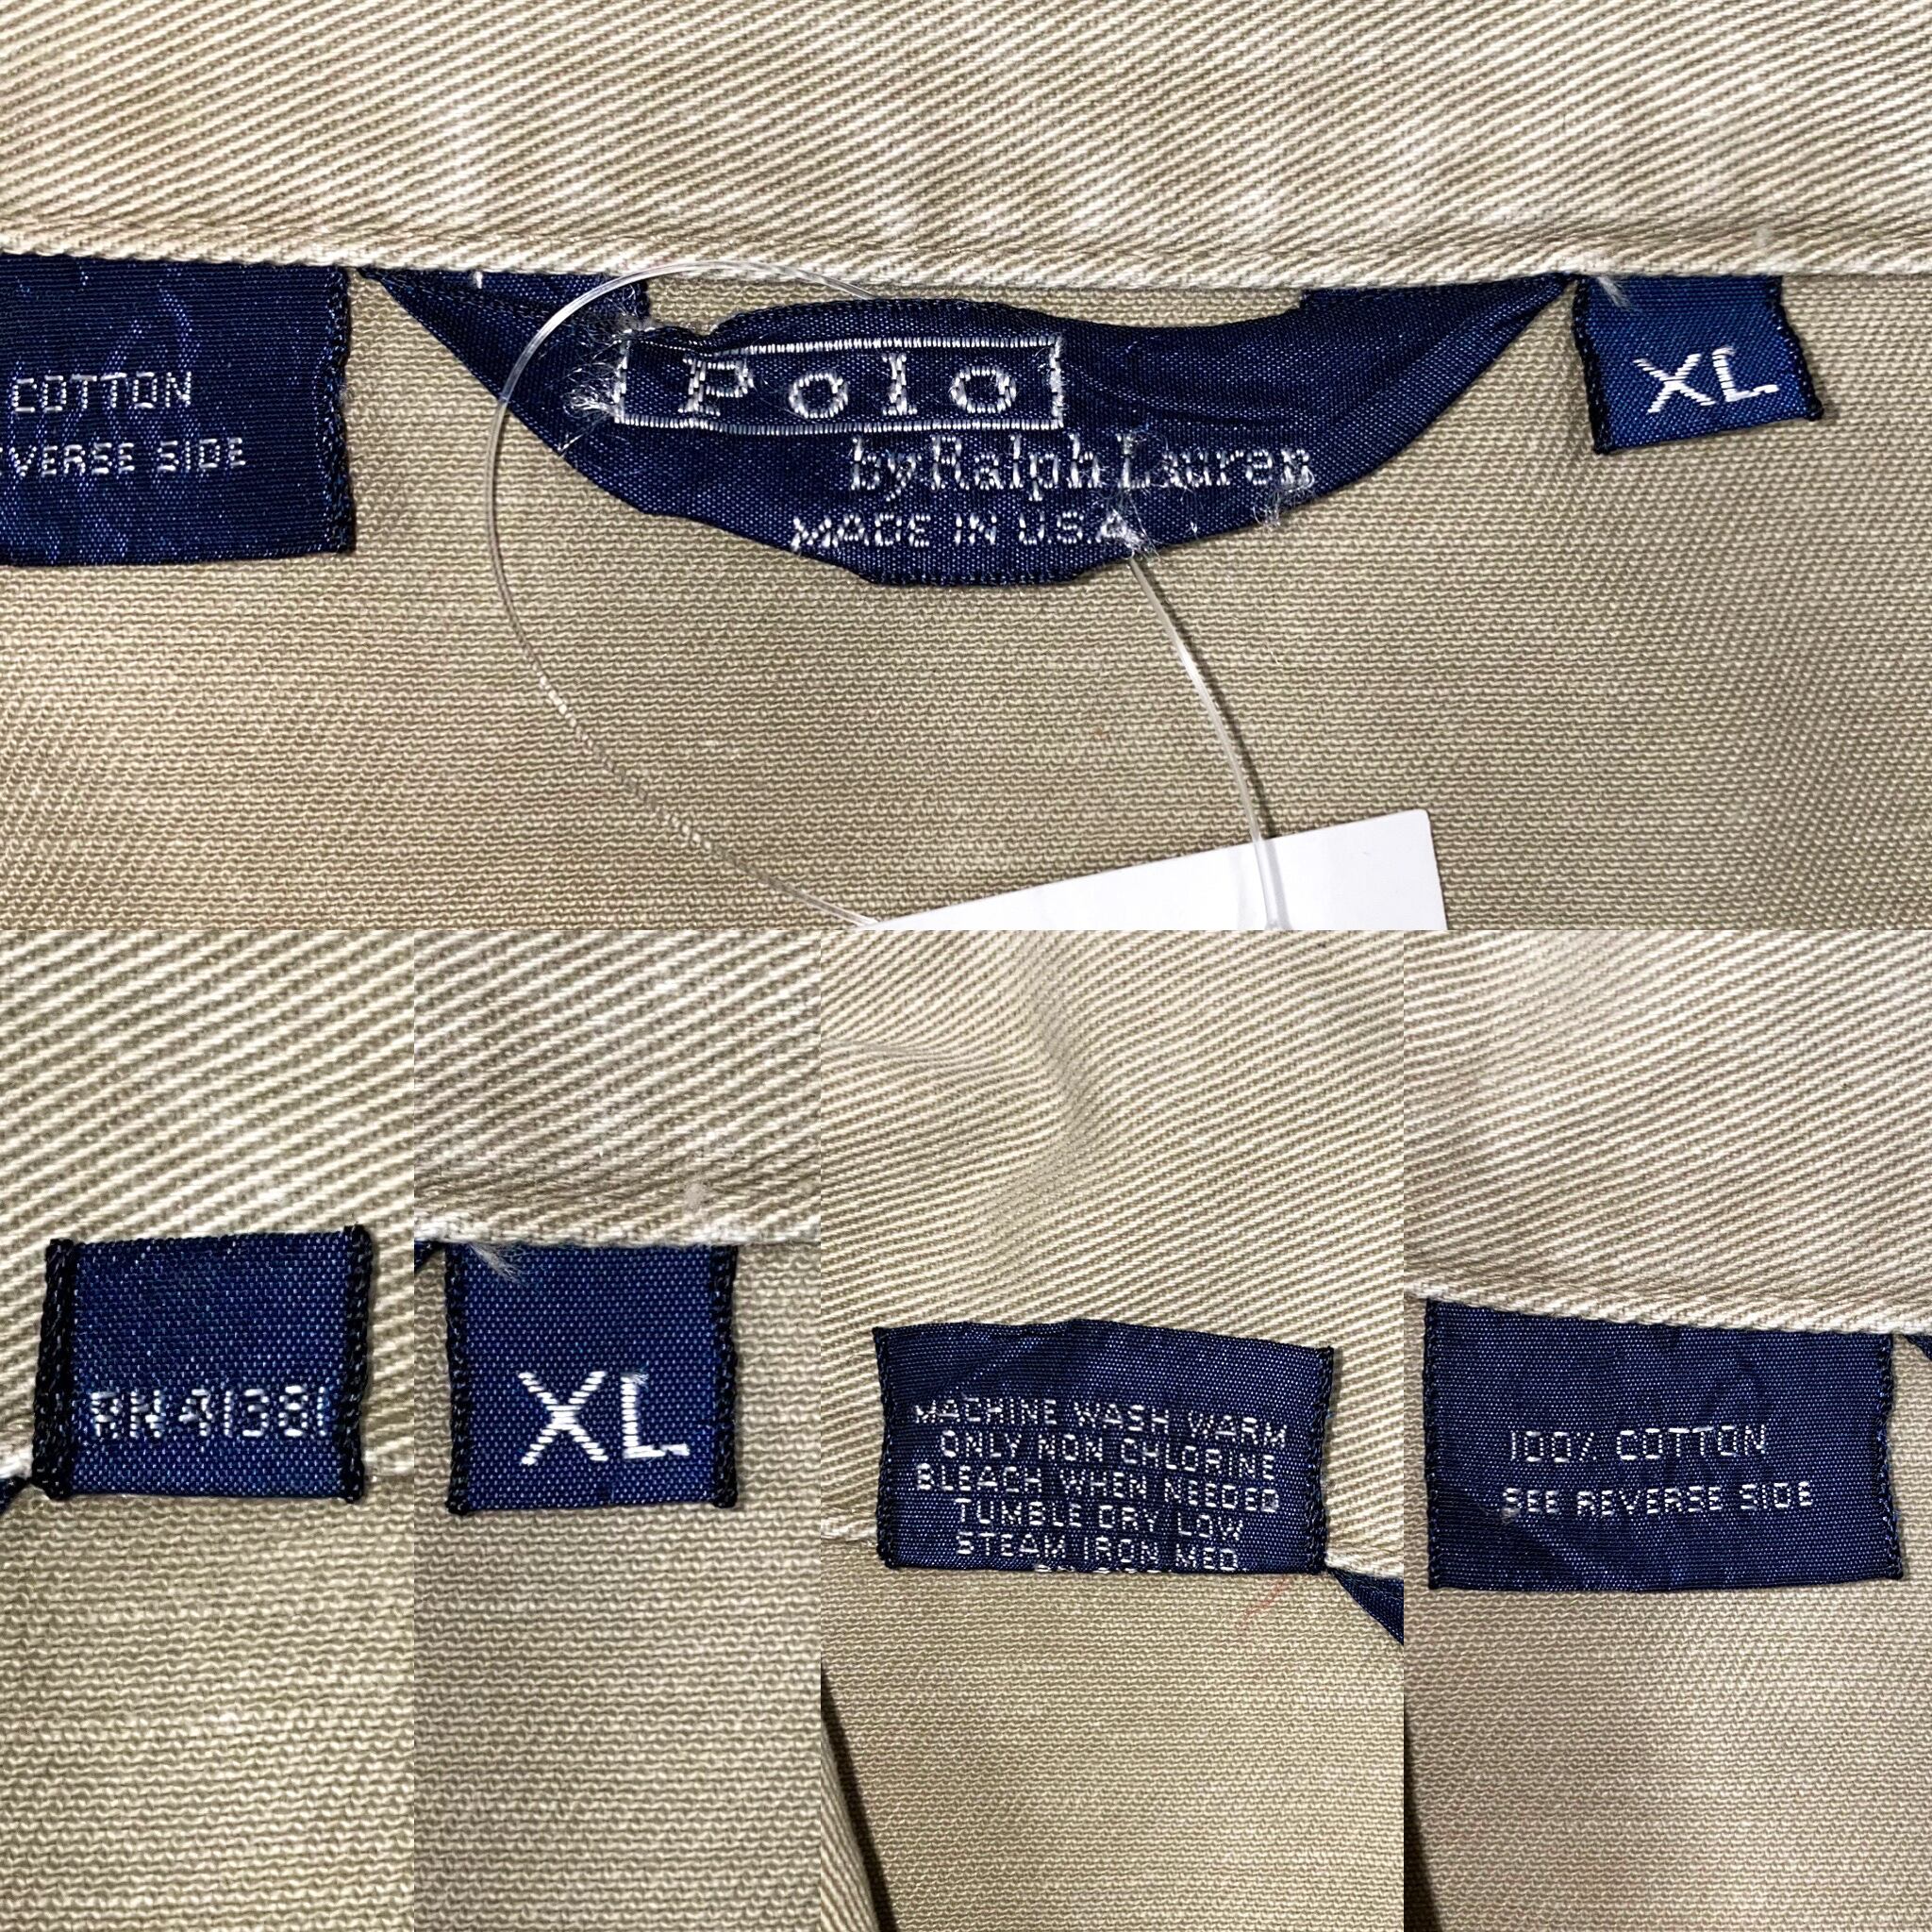 COTTON
VERSE SIDE
Polo
by Ralph Lauren
MADE IN U.S.A.
XL
RN 41381
XL
MACHINE WASH WARM
ONLY NON CHLORINE
BLEACH WHEN NEEDED
TUMBLE DRY LOW
STEAM IRON MED
100% COTTON
SEE REVERSE SIDE